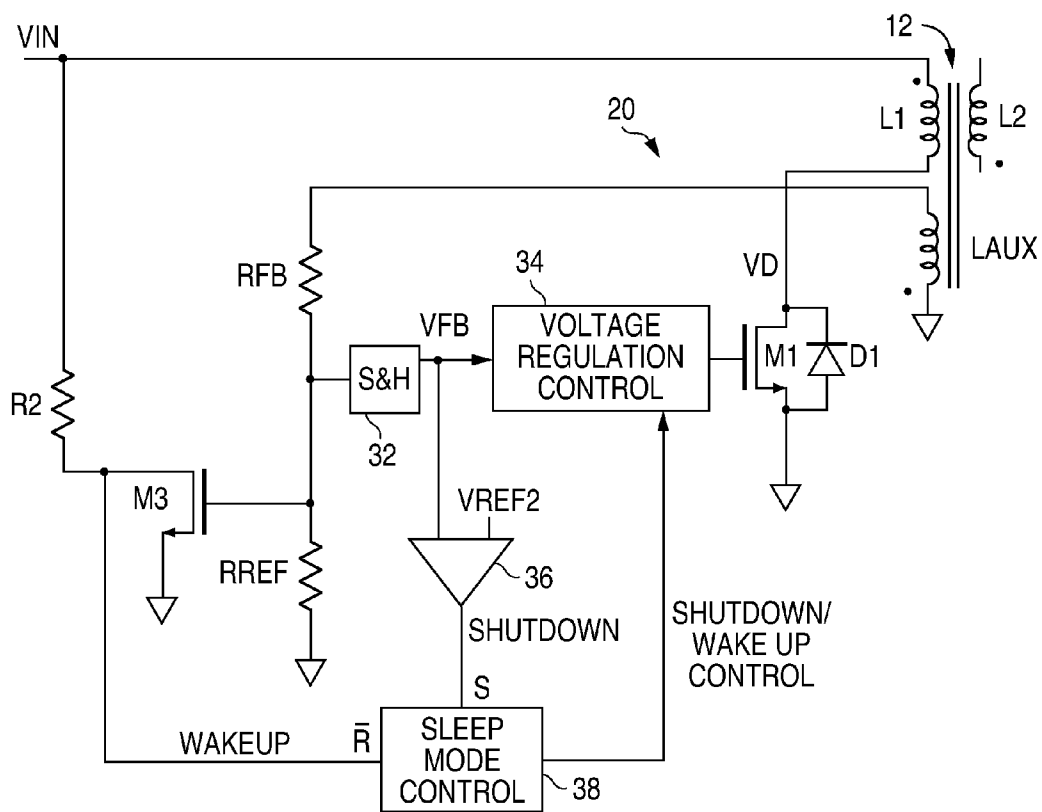 VIN
12
L1
L2
20
LAUX
RFB
VD
34
VFB
VOLTAGE
REGULATION
CONTROL
M1
D1
S&H
32
R2
M3
VREF2
36
RREF
SHUTDOWN
SHUTDOWN/
WAKE UP
CONTROL
S
WAKEUP
R̅
SLEEP
MODE
CONTROL
38